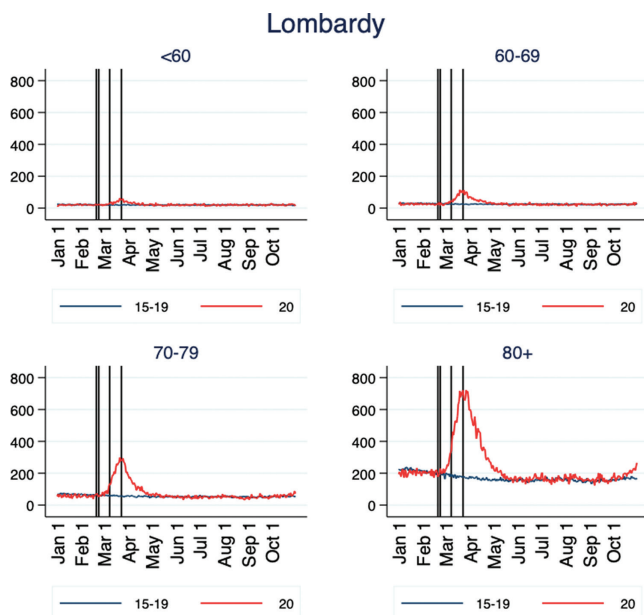 Lombardy
<60
800
600
400
200
0
Jan 1
Feb 1
Mar 1
Apr 1
May 1
Jun 1
Jul 1
Aug 1
Sep 1
Oct 1
15-19 20
60-69
800
600
400
200
0
Jan 1
Feb 1
Mar 1
Apr 1
May 1
Jun 1
Jul 1
Aug 1
Sep 1
Oct 1
15-19 20
70-79
800
600
400
200
0
Jan 1
Feb 1
Mar 1
Apr 1
May 1
Jun 1
Jul 1
Aug 1
Sep 1
Oct 1
15-19 20
80+
800
600
400
200
0
Jan 1
Feb 1
Mar 1
Apr 1
May 1
Jun 1
Jul 1
Aug 1
Sep 1
Oct 1
15-19 20